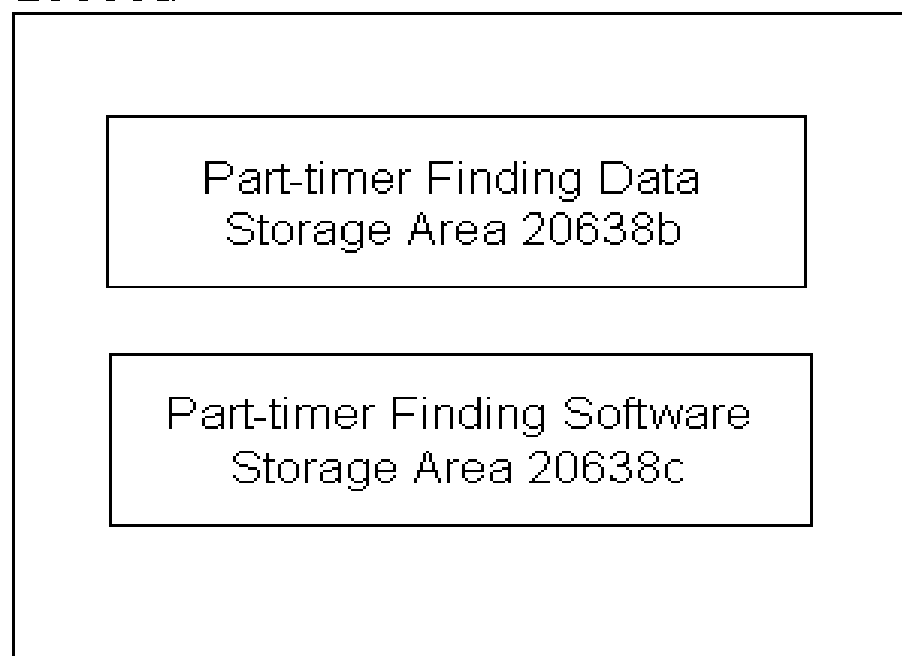 Part-timer Finding Data
Storage Area 20638b
Part-timer Finding Software
Storage Area 20638c